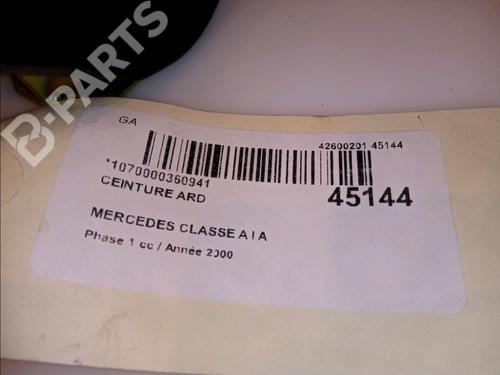 B-PARTS
GA
42600201 45144
*1070000360941
CEINTURE ARD
45144
MERCEDES CLASSE A I A
Phase 1 cc / Année 2000